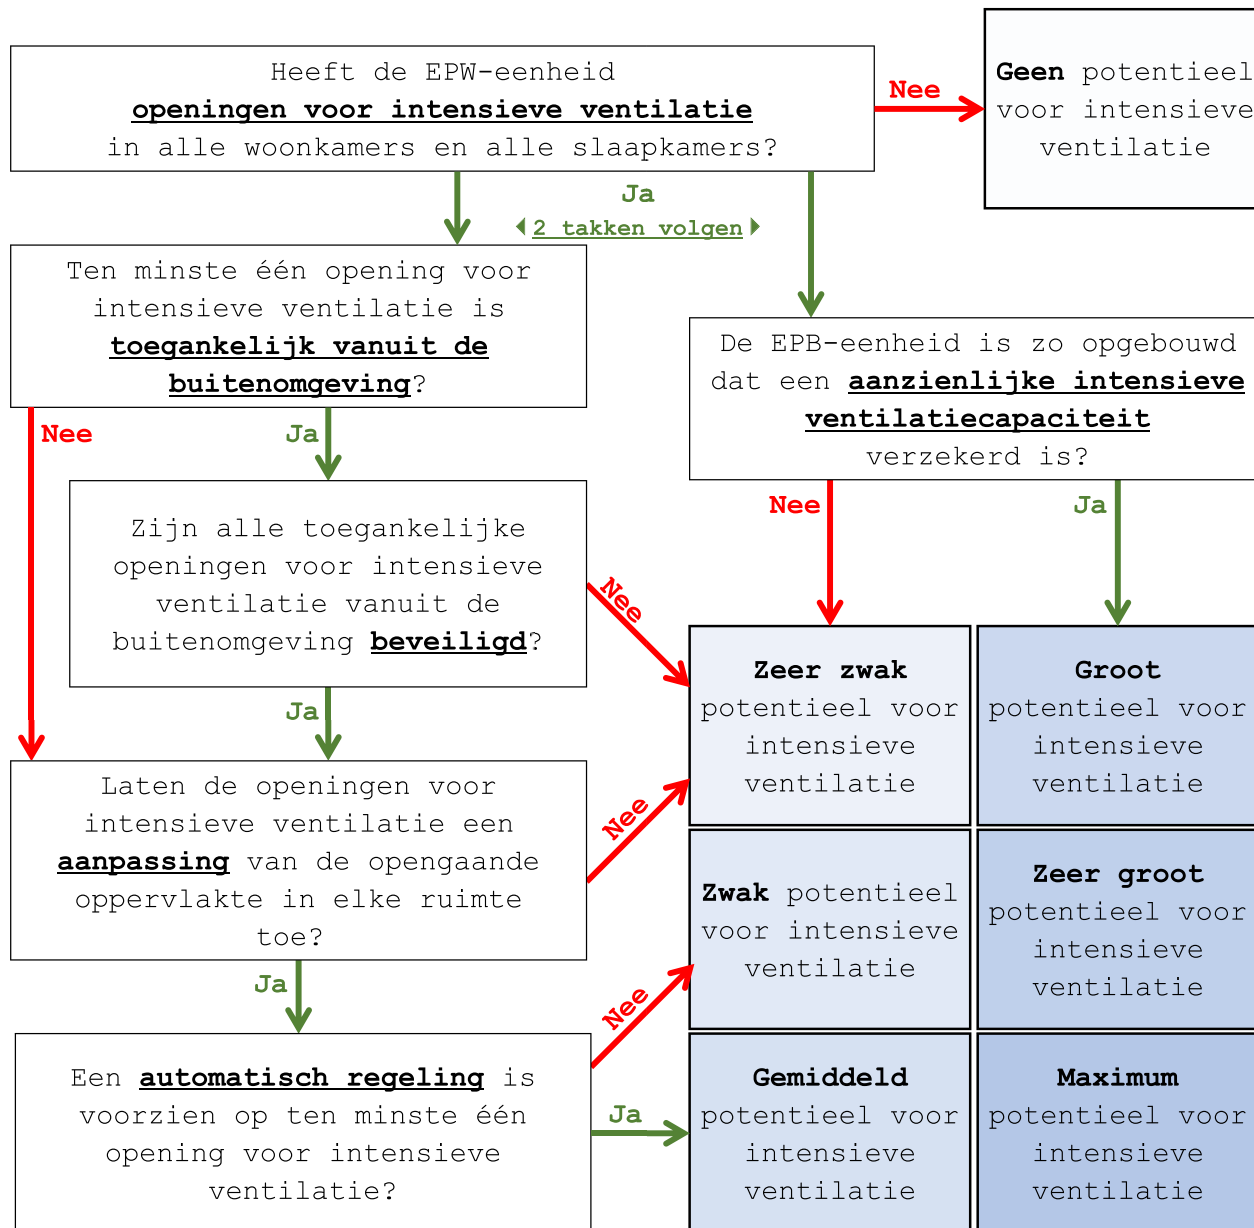 Heeft de EPW-eenheid
openingen voor intensieve ventilatie
in alle woonkamers en alle slaapkamers?
Nee
Geen potentieel
voor intensieve
ventilatie
Ja
2 takken volgen
Ten minste één opening voor
intensieve ventilatie is
toegankelijk vanuit de
buitenomgeving?
De EPB-eenheid is zo opgebouwd
dat een aanzienlijke intensieve
ventilatiecapaciteit
verzekerd is?
Nee
Ja
Nee
Ja
Zijn alle toegankelijke
openingen voor intensieve
ventilatie vanuit de
buitenomgeving beveiligd?
Nee
Ja
Zeer zwak
potentieel voor
intensieve
ventilatie
Groot
potentieel voor
intensieve
ventilatie
Laten de openingen voor
intensieve ventilatie een
aanpassing van de opengaande
oppervlakte in elke ruimte
toe?
Nee
Ja
Zwak potentieel
voor intensieve
ventilatie
Zeer groot
potentieel voor
intensieve
ventilatie
Een automatisch regeling is
voorzien op ten minste één
opening voor intensieve
ventilatie?
Nee
Ja
Gemiddeld
potentieel voor
intensieve
ventilatie
Maximum
potentieel voor
intensieve
ventilatie